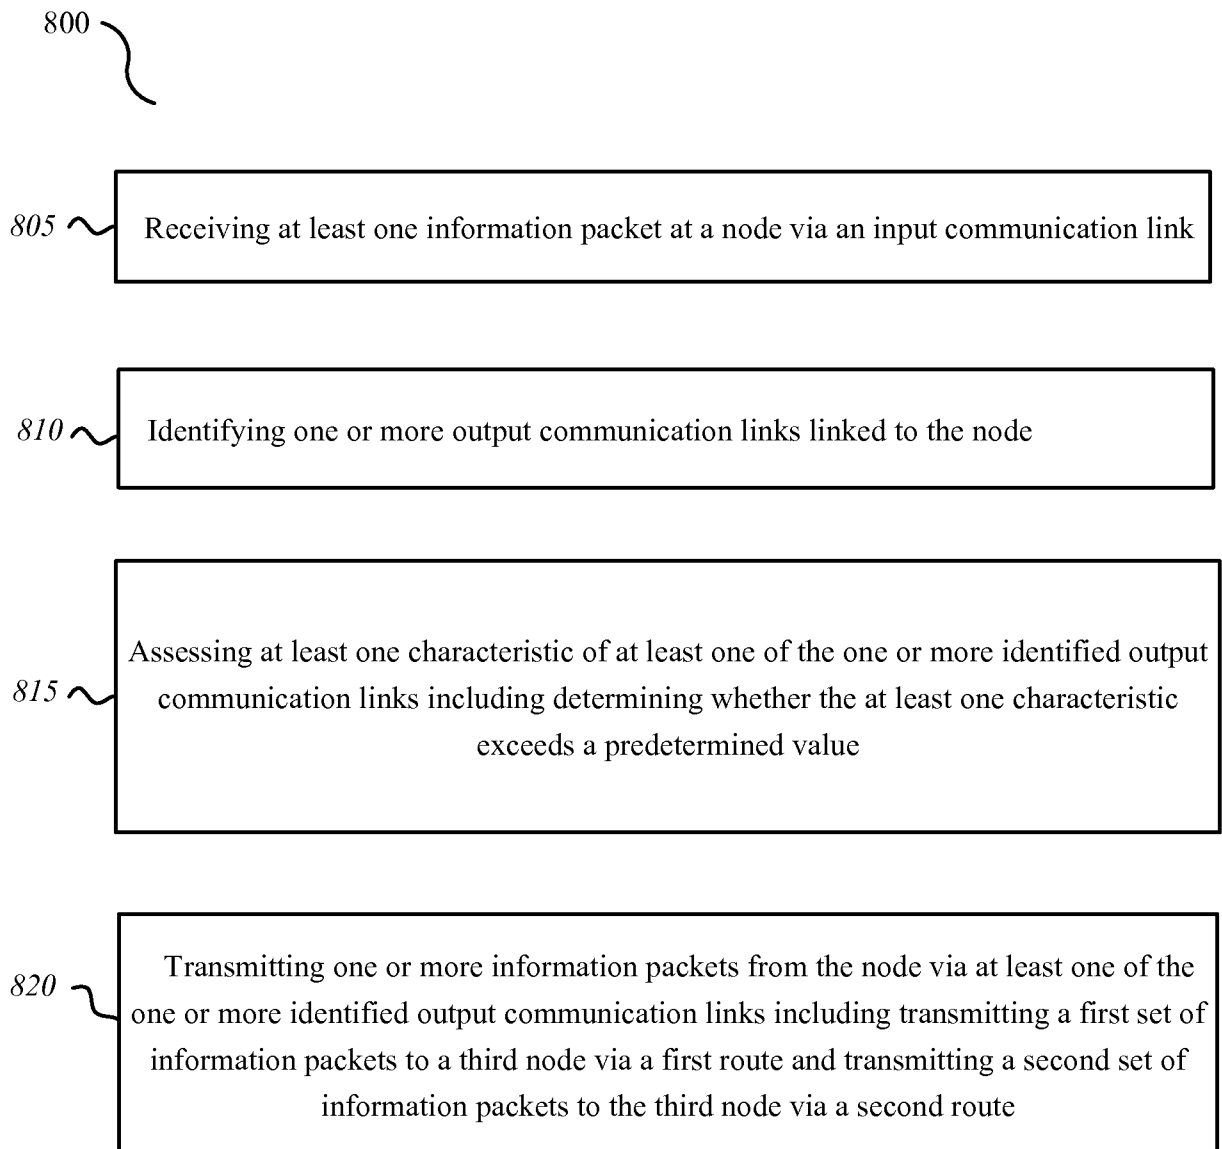 800
805
Receiving at least one information packet at a node via an input communication link
810
Identifying one or more output communication links linked to the node
Assessing at least one characteristic of at least one of the one or more identified output
815
communication links including determining whether the at least one characteristic
exceeds a predetermined value
Transmitting one or more information packets from the node via at least one of the
820
one or more identified output communication links including transmitting a first set of
information packets to a third node via a first route and transmitting a second set of
information packets to the third node via a second route